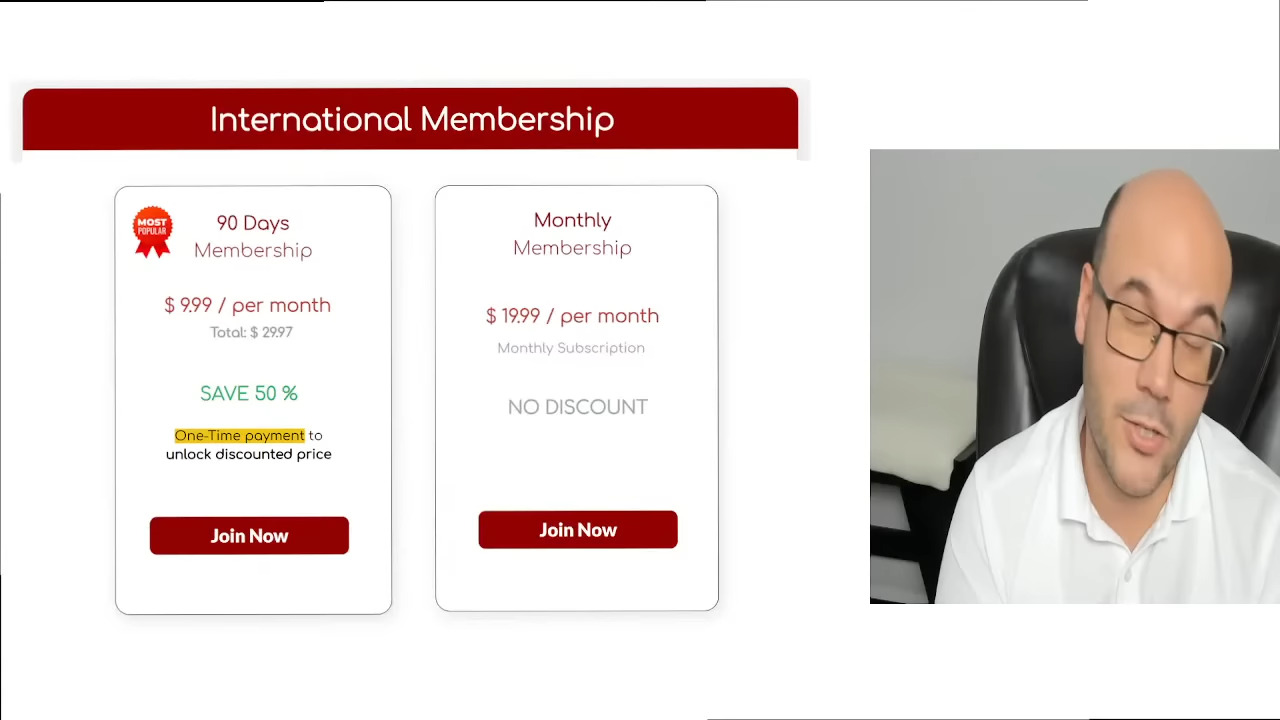 International Membership
MOST
POPULAR
90 Days
Membership
$ 9.99 / per month
Total: $ 29.97
SAVE 50 %
One-Time payment to
unlock discounted price
Join Now
Monthly
Membership
$ 19.99 / per month
Monthly Subscription
NO DISCOUNT
Join Now